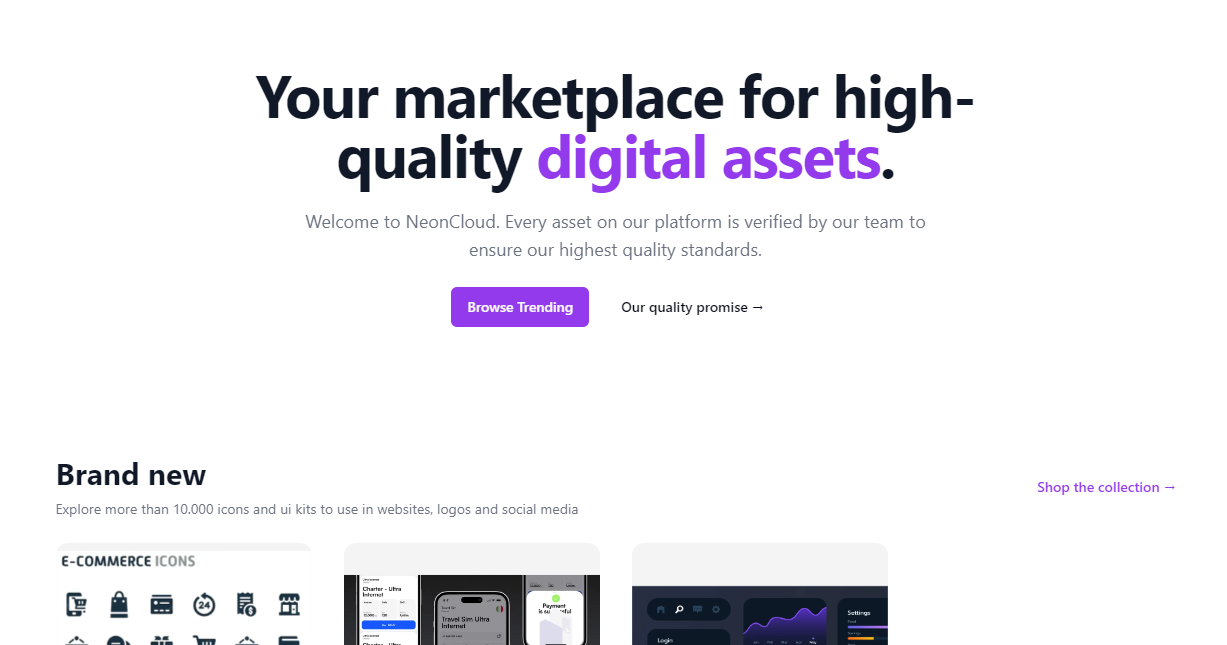 Your marketplace for high-
quality digital assets.
Welcome to NeonCloud. Every asset on our platform is verified by our team to
ensure our highest quality standards.
Browse Trending
Our quality promise →
Brand new
Explore more than 10.000 icons and ui kits to use in websites, logos and social media
Shop the collection →
E-COMMERCE ICONS
24
Charter - Ultra
Internet
Travel Sim Ultra
Internet
Payment
Login
Settings
May